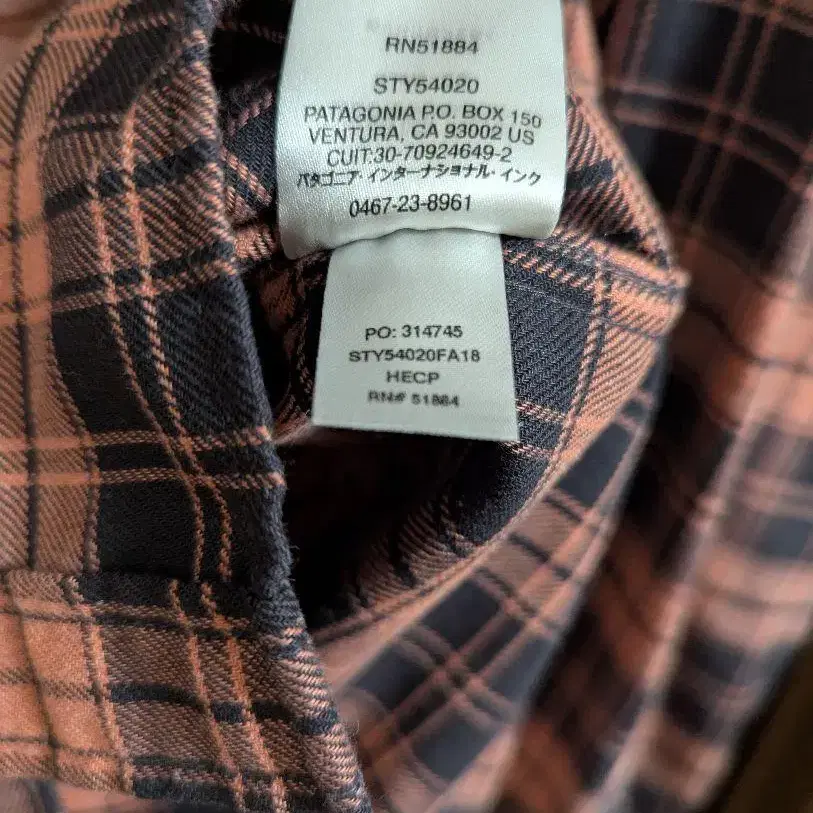 RN51884
STY54020
PATAGONIA P.O. BOX 150
VENTURA, CA 93002 US
CUIT:30-70924649-2
パタゴニア・インターナショナル・インク
0467-23-8961
PO: 314745
STY54020FA18
HECP
RN# 51884